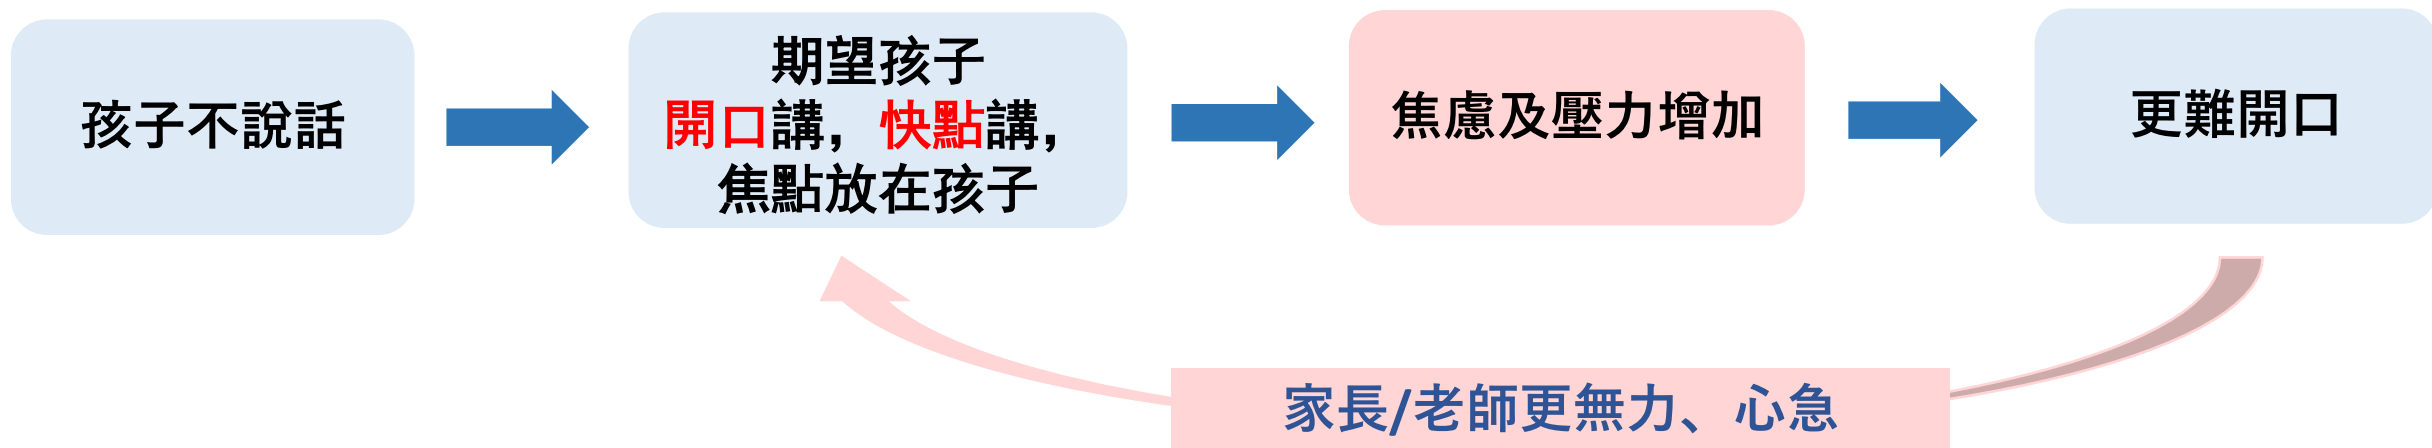 孩子不說話
期望孩子
開口講，快點講，
焦點放在孩子
焦慮及壓力增加
更難開口
家長/老師更無力、心急